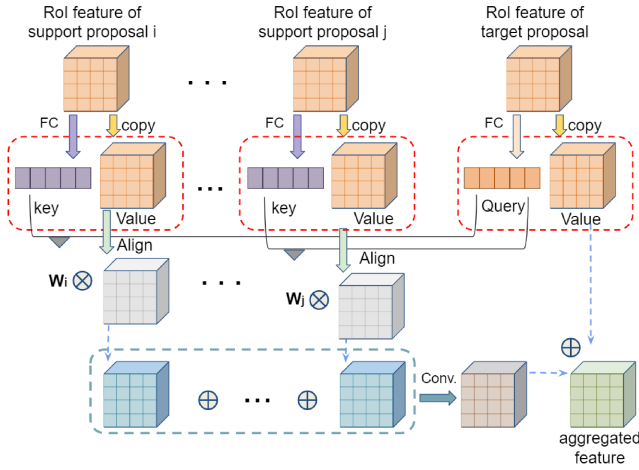 RoI feature of
support proposal i
RoI feature of
support proposal j
RoI feature of
target proposal
. . .
FC
copy
FC
copy
FC
copy
...
key
Value
key
Value
Query
Value
Align
Align
Wi
. . .
Wj
...
Conv.
aggregated
feature